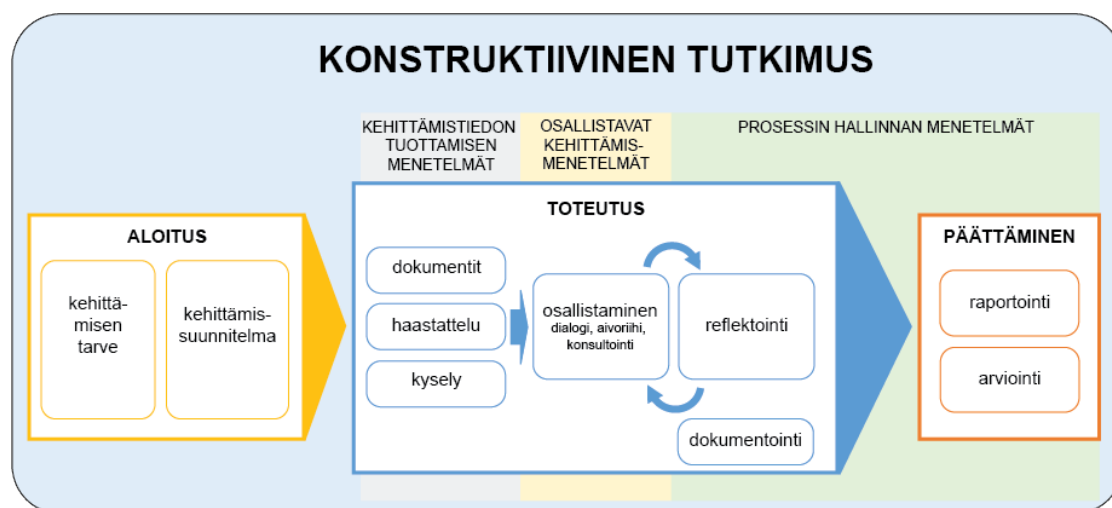 KONSTRUKTIIVINEN TUTKIMUS
KEHITTÄMISTIEDON
TUOTTAMISEN
MENETELMÄT
OSALLISTAVAT
KEHITTÄMIS-
MENETELMÄT
PROSESSIN HALLINNAN MENETELMÄT
ALOITUS
kehittä-
misen
tarve
kehittämis-
suunnitelma
TOTEUTUS
dokumentit
haastattelu
kysely
osallistaminen
dialogi, aivoriihi,
konsultointi
reflektointi
dokumentointi
PÄÄTTÄMINEN
raportointi
arviointi